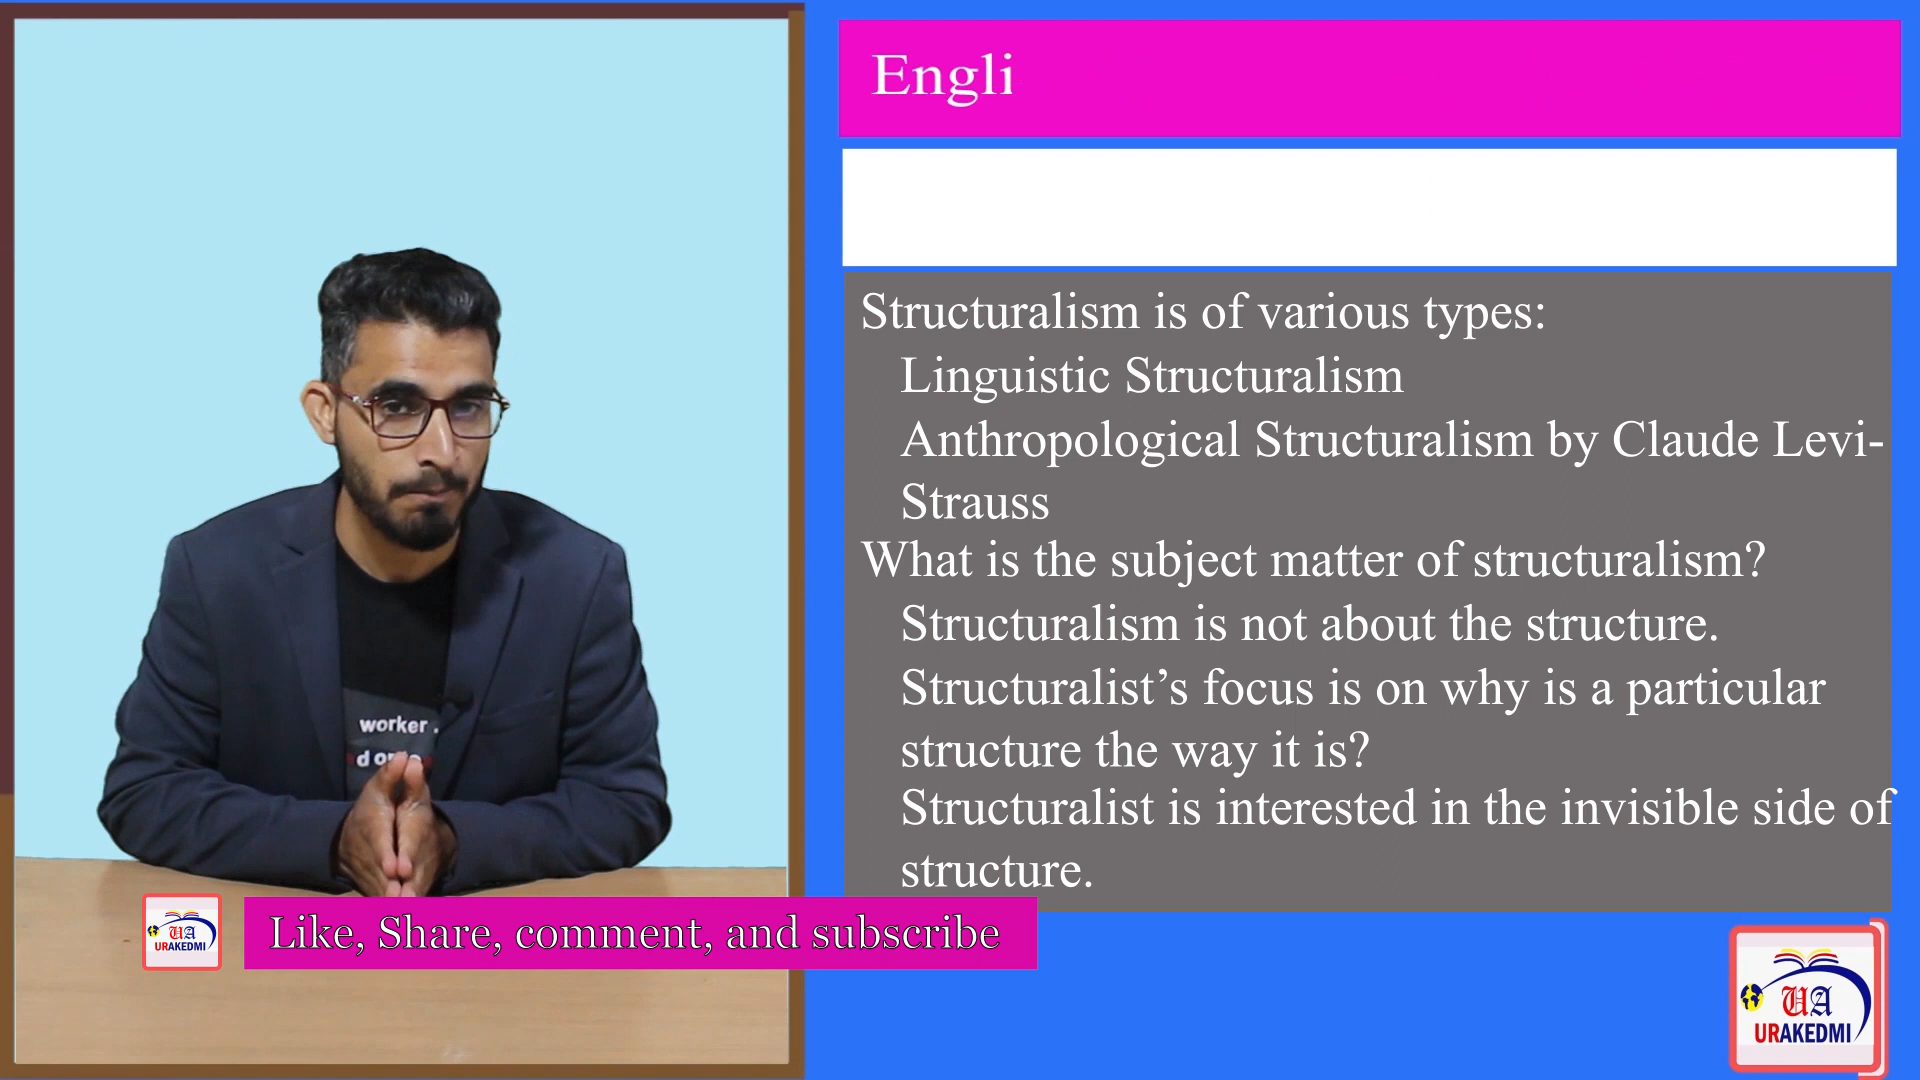 Engli
Structuralism is of various types:
Linguistic Structuralism
Anthropological Structuralism by Claude Levi-
Strauss
What is the subject matter of structuralism?
Structuralism is not about the structure.
Structuralist’s focus is on why is a particular
structure the way it is?
Structuralist is interested in the invisible side of
structure.
worker .
UA
URAKEDMI
Like, Share, comment, and subscribe
UA
URAKEDMI